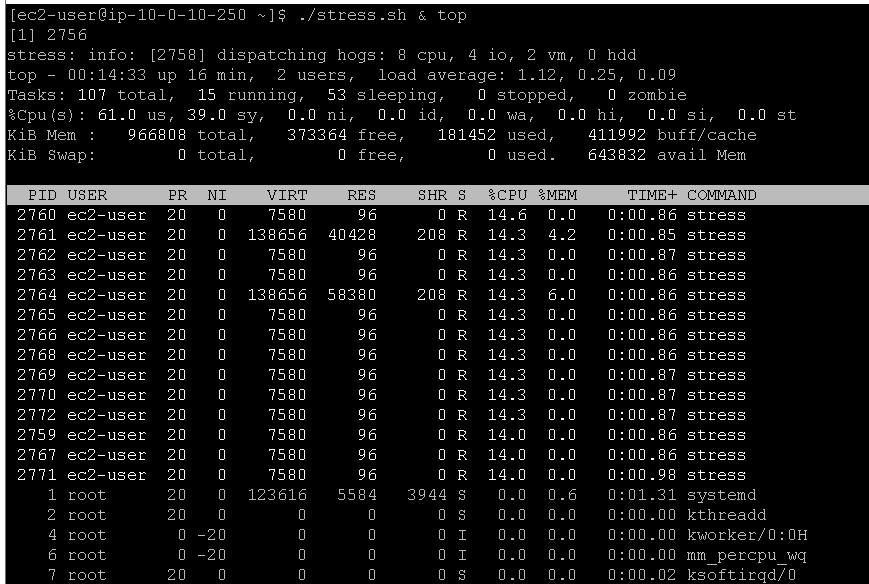 [ec2-user@ip-10-0-10-250 ~]$ ./stress.sh & top
[1] 2756
stress: info: [2758] dispatching hogs: 8 cpu, 4 io, 2 vm, 0 hdd
top - 00:14:33 up 16 min,  2 users,  load average: 1.12, 0.25, 0.09
Tasks: 107 total,  15 running,  53 sleeping,   0 stopped,   0 zombie
%Cpu(s): 61.0 us, 39.0 sy,  0.0 ni,  0.0 id,  0.0 wa,  0.0 hi,  0.0 si,  0.0 st
KiB Mem :   966808 total,   373364 free,   181452 used,   411992 buff/cache
KiB Swap:        0 total,        0 free,        0 used.   643832 avail Mem
PID USER      PR  NI    VIRT    RES    SHR S  %CPU %MEM     TIME+ COMMAND
2760 ec2-user  20   0    7580     96      0 R  14.6  0.0   0:00.86 stress
2761 ec2-user  20   0  138656  40428    208 R  14.3  4.2   0:00.85 stress
2762 ec2-user  20   0    7580     96      0 R  14.3  0.0   0:00.87 stress
2763 ec2-user  20   0    7580     96      0 R  14.3  0.0   0:00.86 stress
2764 ec2-user  20   0  138656  58380    208 R  14.3  6.0   0:00.86 stress
2765 ec2-user  20   0    7580     96      0 R  14.3  0.0   0:00.86 stress
2766 ec2-user  20   0    7580     96      0 R  14.3  0.0   0:00.86 stress
2768 ec2-user  20   0    7580     96      0 R  14.3  0.0   0:00.86 stress
2769 ec2-user  20   0    7580     96      0 R  14.3  0.0   0:00.87 stress
2770 ec2-user  20   0    7580     96      0 R  14.3  0.0   0:00.87 stress
2772 ec2-user  20   0    7580     96      0 R  14.3  0.0   0:00.87 stress
2759 ec2-user  20   0    7580     96      0 R  14.0  0.0   0:00.86 stress
2767 ec2-user  20   0    7580     96      0 R  14.0  0.0   0:00.86 stress
2771 ec2-user  20   0    7580     96      0 R  14.0  0.0   0:00.98 stress
1 root      20   0  123616   5584   3944 S   0.0  0.6   0:01.31 systemd
2 root      20   0       0      0      0 S   0.0  0.0   0:00.00 kthreadd
4 root       0 -20       0      0      0 I   0.0  0.0   0:00.00 kworker/0:0H
6 root       0 -20       0      0      0 I   0.0  0.0   0:00.00 mm_percpu_wq
7 root      20   0       0      0      0 S   0.0  0.0   0:00.02 ksoftirqd/0